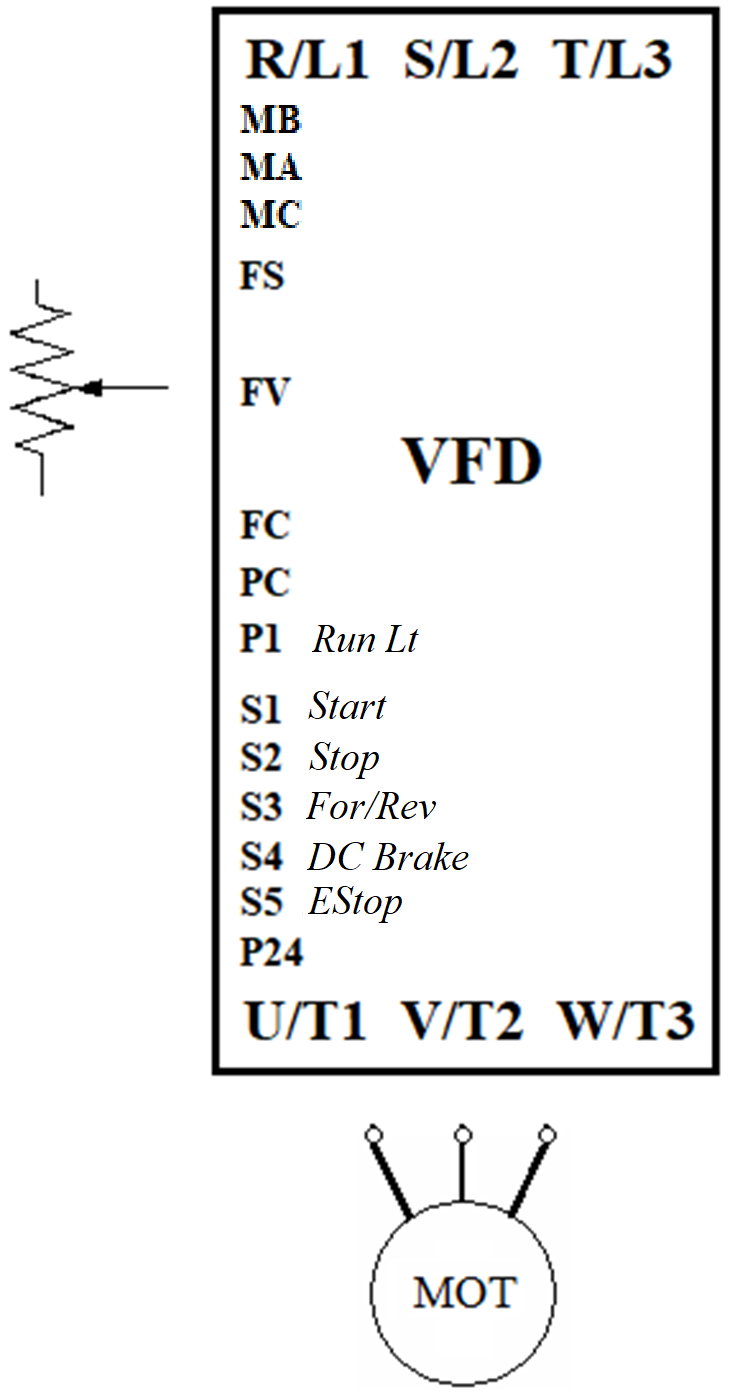 R/L1 S/L2 T/L3
MB
MA
MC
FS
FV
VFD
FC
PC
P1 Run Lt
S1 Start
S2 Stop
S3 For/Rev
S4 DC Brake
S5 EStop
P24
U/T1 V/T2 W/T3
MOT